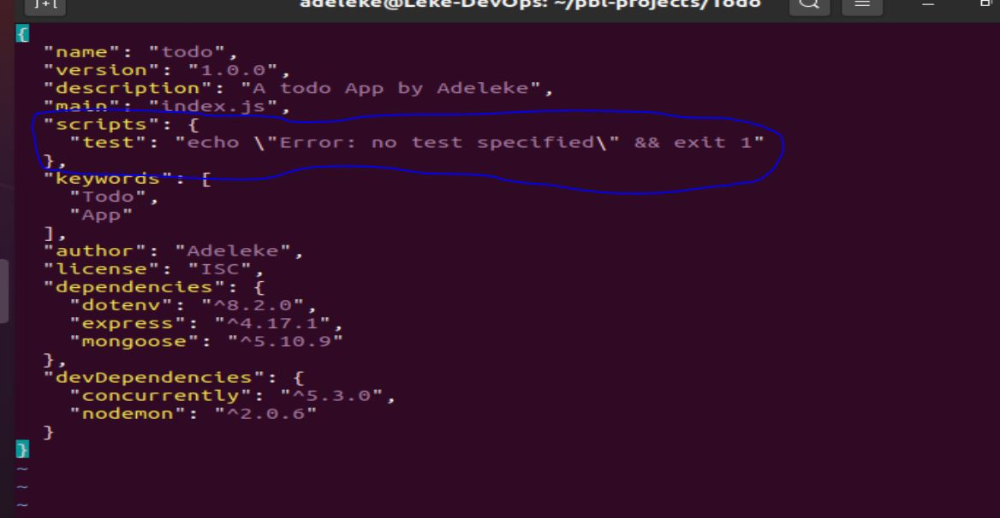 adeleke@Leke-DevOps: ~/pbl-projects/Todo
{
  "name": "todo",
  "version": "1.0.0",
  "description": "A todo App by Adeleke",
  "main": "index.js",
  "scripts": {
    "test": "echo \"Error: no test specified\" && exit 1"
  },
  "keywords": [
    "Todo",
    "App"
  ],
  "author": "Adeleke",
  "license": "ISC",
  "dependencies": {
    "dotenv": "^8.2.0",
    "express": "^4.17.1",
    "mongoose": "^5.10.9"
  },
  "devDependencies": {
    "concurrently": "^5.3.0",
    "nodemon": "^2.0.6"
  }
}
~
~
~